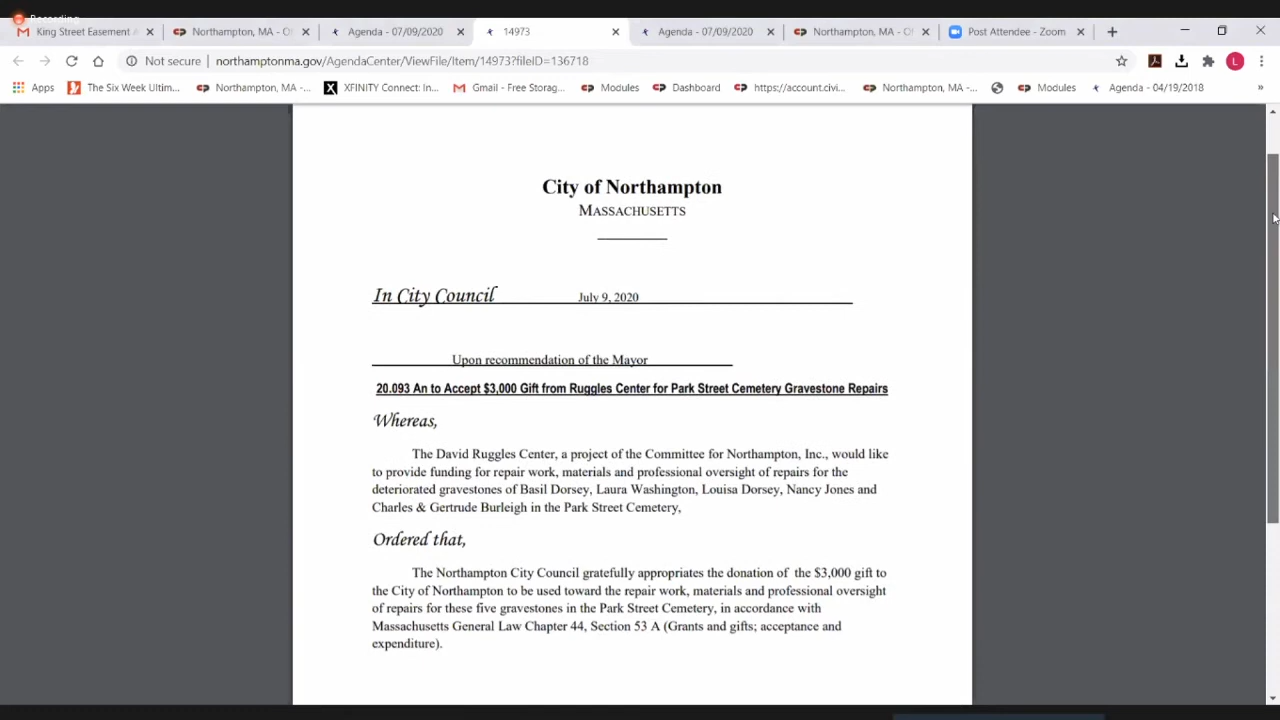 Recording
King Street Easement A
Northampton, MA - O
Agenda - 07/09/2020
14973
Agenda - 07/09/2020
Northampton, MA - Of
Post Attendee - Zoom
Not secure
northamptonma.gov/AgendaCenter/ViewFile/Item/14973?fileID=136718
L
Apps
The Six Week Ultim...
Northampton, MA -...
XFINITY Connect: In...
Gmail - Free Storag...
Modules
Dashboard
https://account.civi...
Northampton, MA -...
Modules
Agenda - 04/19/2018
»
City of Northampton
MASSACHUSETTS
In City Council July 9, 2020
Upon recommendation of the Mayor
20.093 An to Accept $3,000 Gift from Ruggles Center for Park Street Cemetery Gravestone Repairs
Whereas,
The David Ruggles Center, a project of the Committee for Northampton, Inc., would like
to provide funding for repair work, materials and professional oversight of repairs for the
deteriorated gravestones of Basil Dorsey, Laura Washington, Louisa Dorsey, Nancy Jones and
Charles & Gertrude Burleigh in the Park Street Cemetery,
Ordered that,
The Northampton City Council gratefully appropriates the donation of the $3,000 gift to
the City of Northampton to be used toward the repair work, materials and professional oversight
of repairs for these five gravestones in the Park Street Cemetery, in accordance with
Massachusetts General Law Chapter 44, Section 53 A (Grants and gifts; acceptance and
expenditure).